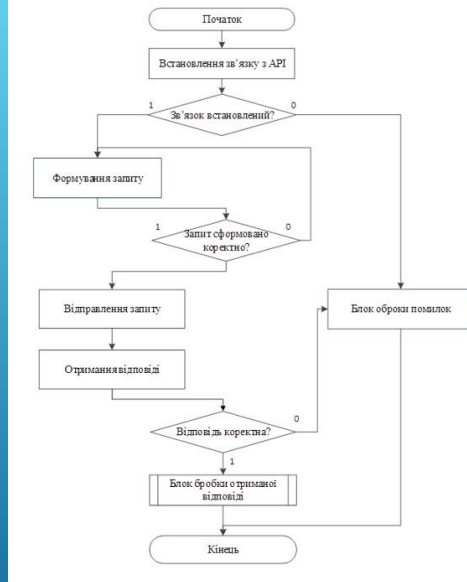 Початок
Встановлення зв’язку з API
1
Зв’язок встановлений?
0
Формування запиту
1
Запит сформовано
коректно?
0
Відправлення запиту
Блок оброки помилок
Отримання відповіді
Відповідь коректна?
0
1
Блок бробки отриманої
відповіді
Кінець